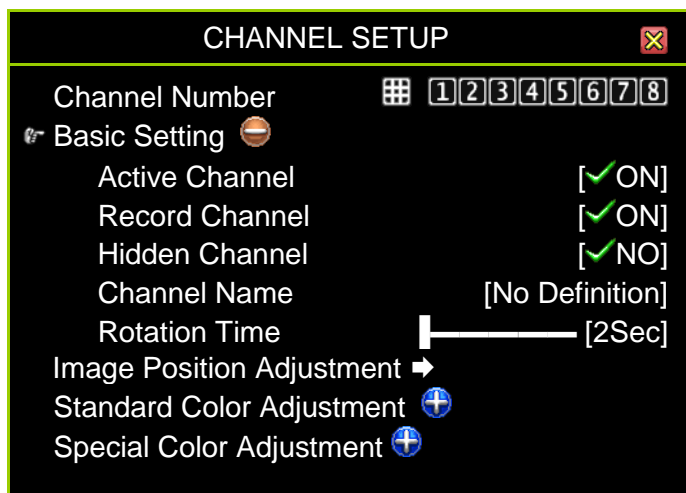 CHANNEL SETUP
Channel Number 1 2 3 4 5 6 7 8
Basic Setting
Active Channel [✓ON]
Record Channel [✓ON]
Hidden Channel [✓NO]
Channel Name [No Definition]
Rotation Time [2Sec]
Image Position Adjustment
Standard Color Adjustment
Special Color Adjustment